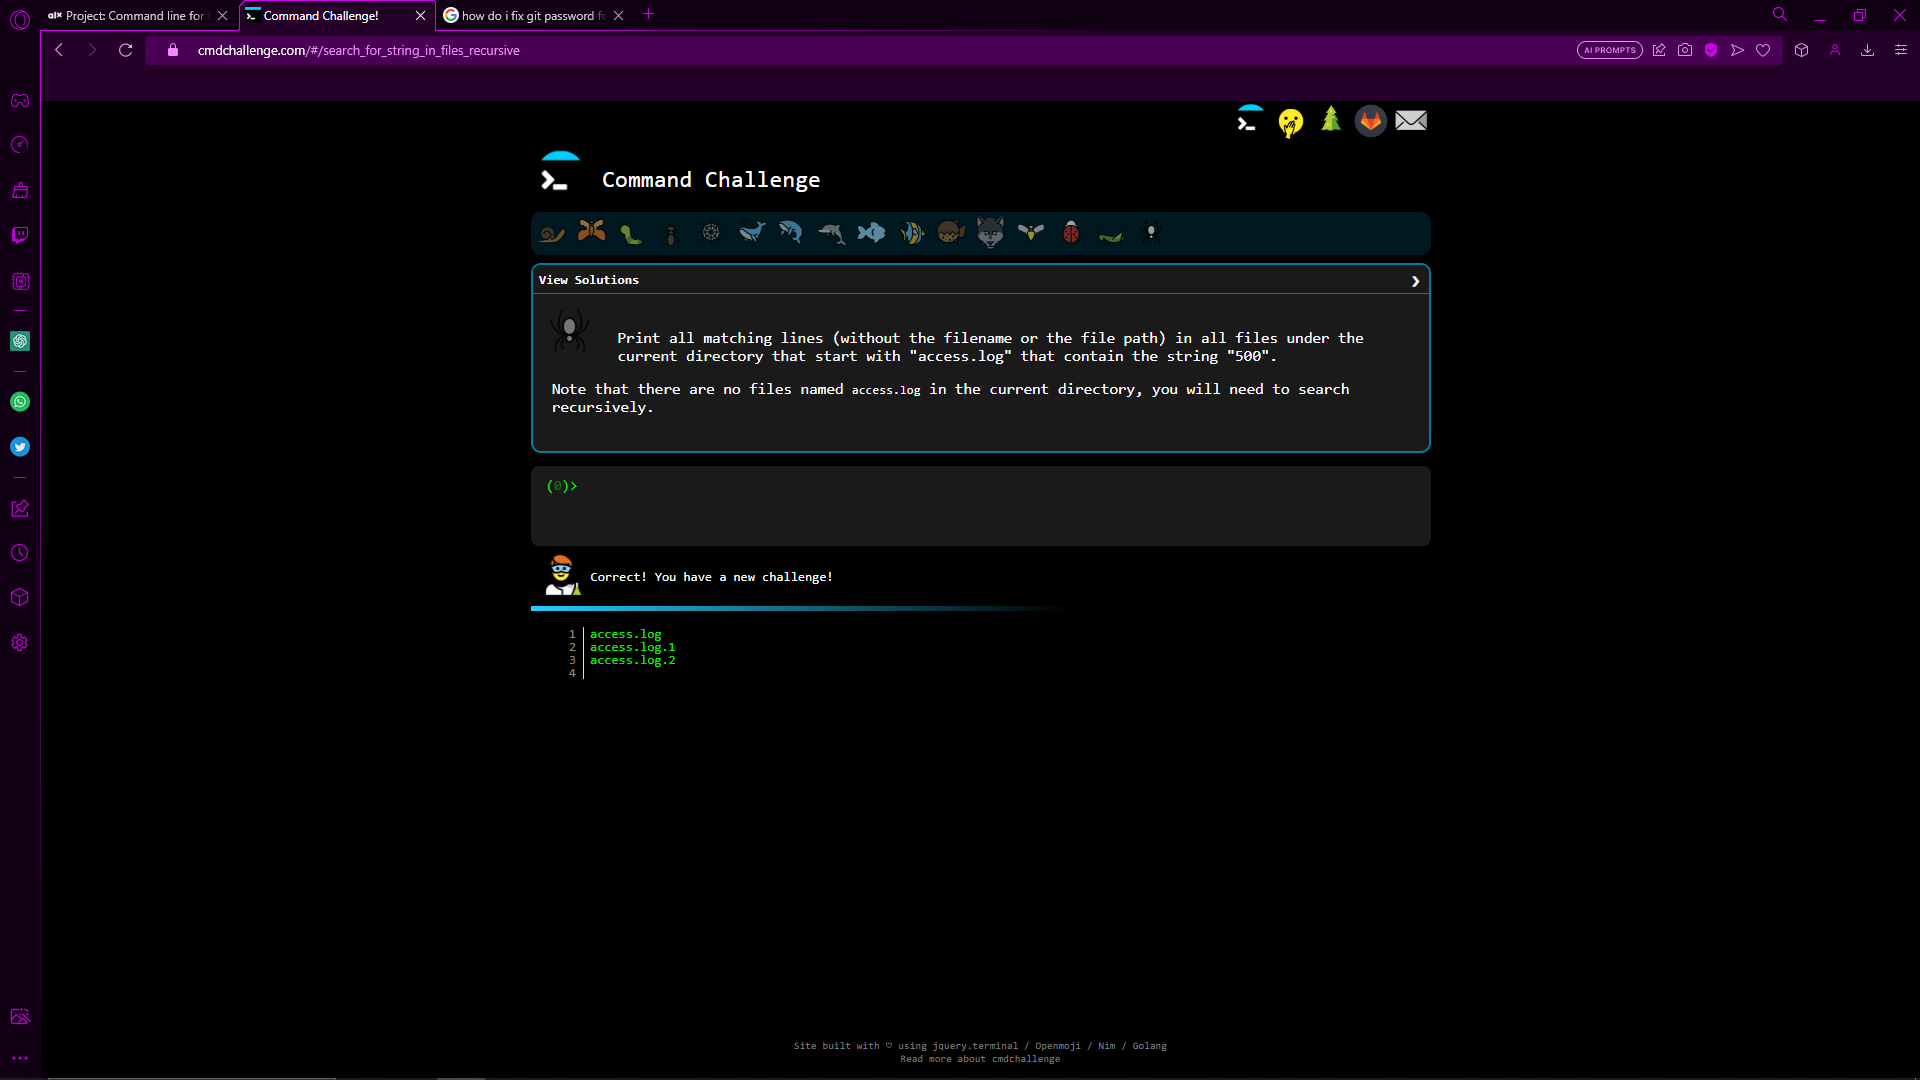 alx Project: Command line for
Command Challenge!
how do i fix git password fo
cmdchallenge.com/#/search_for_string_in_files_recursive
AI PROMPTS
Command Challenge
View Solutions
Print all matching lines (without the filename or the file path) in all files under the
current directory that start with "access.log" that contain the string "500".
Note that there are no files named access.log in the current directory, you will need to search
recursively.
(0)>
Correct! You have a new challenge!
1 access.log
2 access.log.1
3 access.log.2
4
Site built with ♡ using jquery.terminal / Openmoji / Nim / Golang
Read more about cmdchallenge